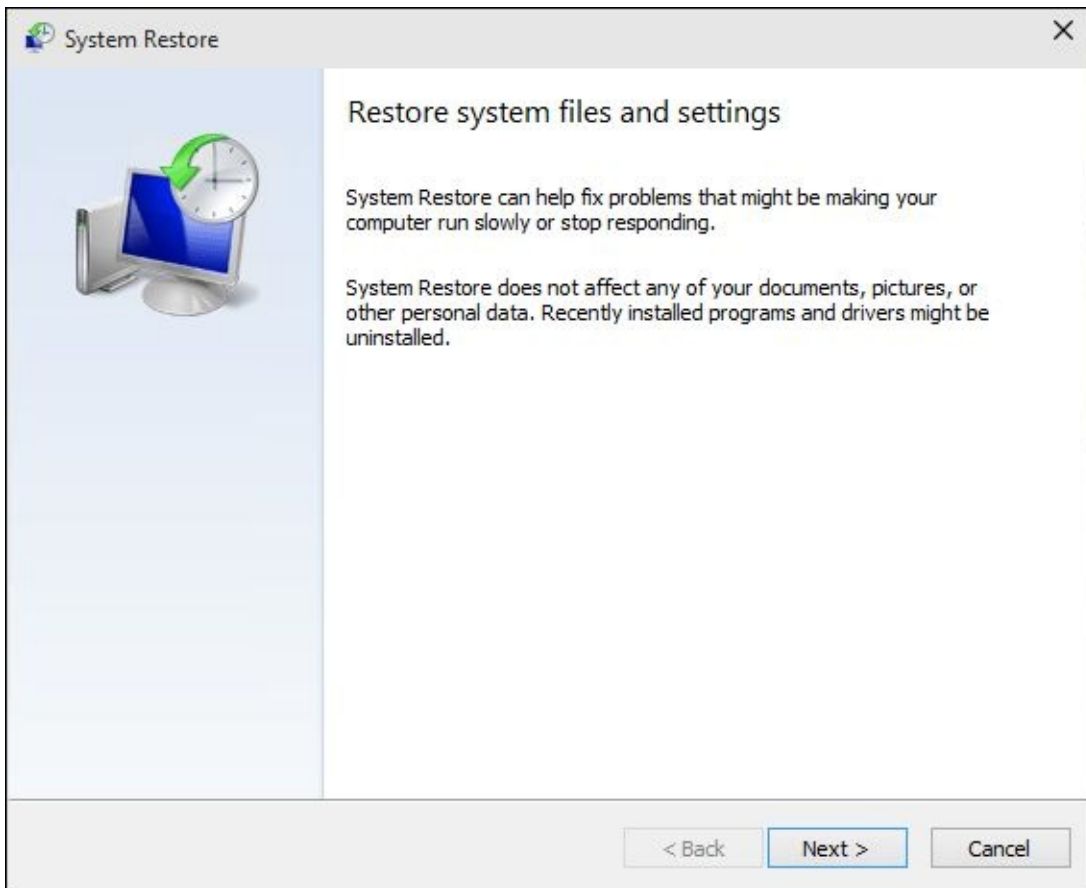 System Restore
Restore system files and settings
System Restore can help fix problems that might be making your
computer run slowly or stop responding.
System Restore does not affect any of your documents, pictures, or
other personal data. Recently installed programs and drivers might be
uninstalled.
< Back Next > Cancel